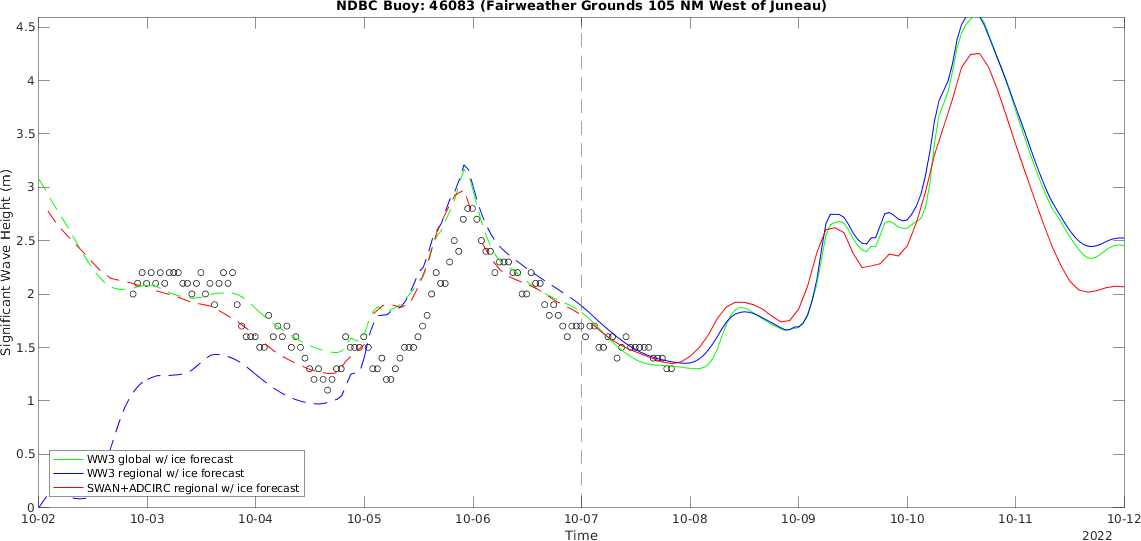 NDBC Buoy: 46083 (Fairweather Grounds 105 NM West of Juneau)
Significant Wave Height (m)
4.5
4
3.5
3
2.5
2
1.5
1
0.5
0
WW3 global w/ ice forecast
WW3 regional w/ ice forecast
SWAN+ADCIRC regional w/ ice forecast
10-02 10-03 10-04 10-05 10-06 10-07 10-08 10-09 10-10 10-11 10-12
Time
2022